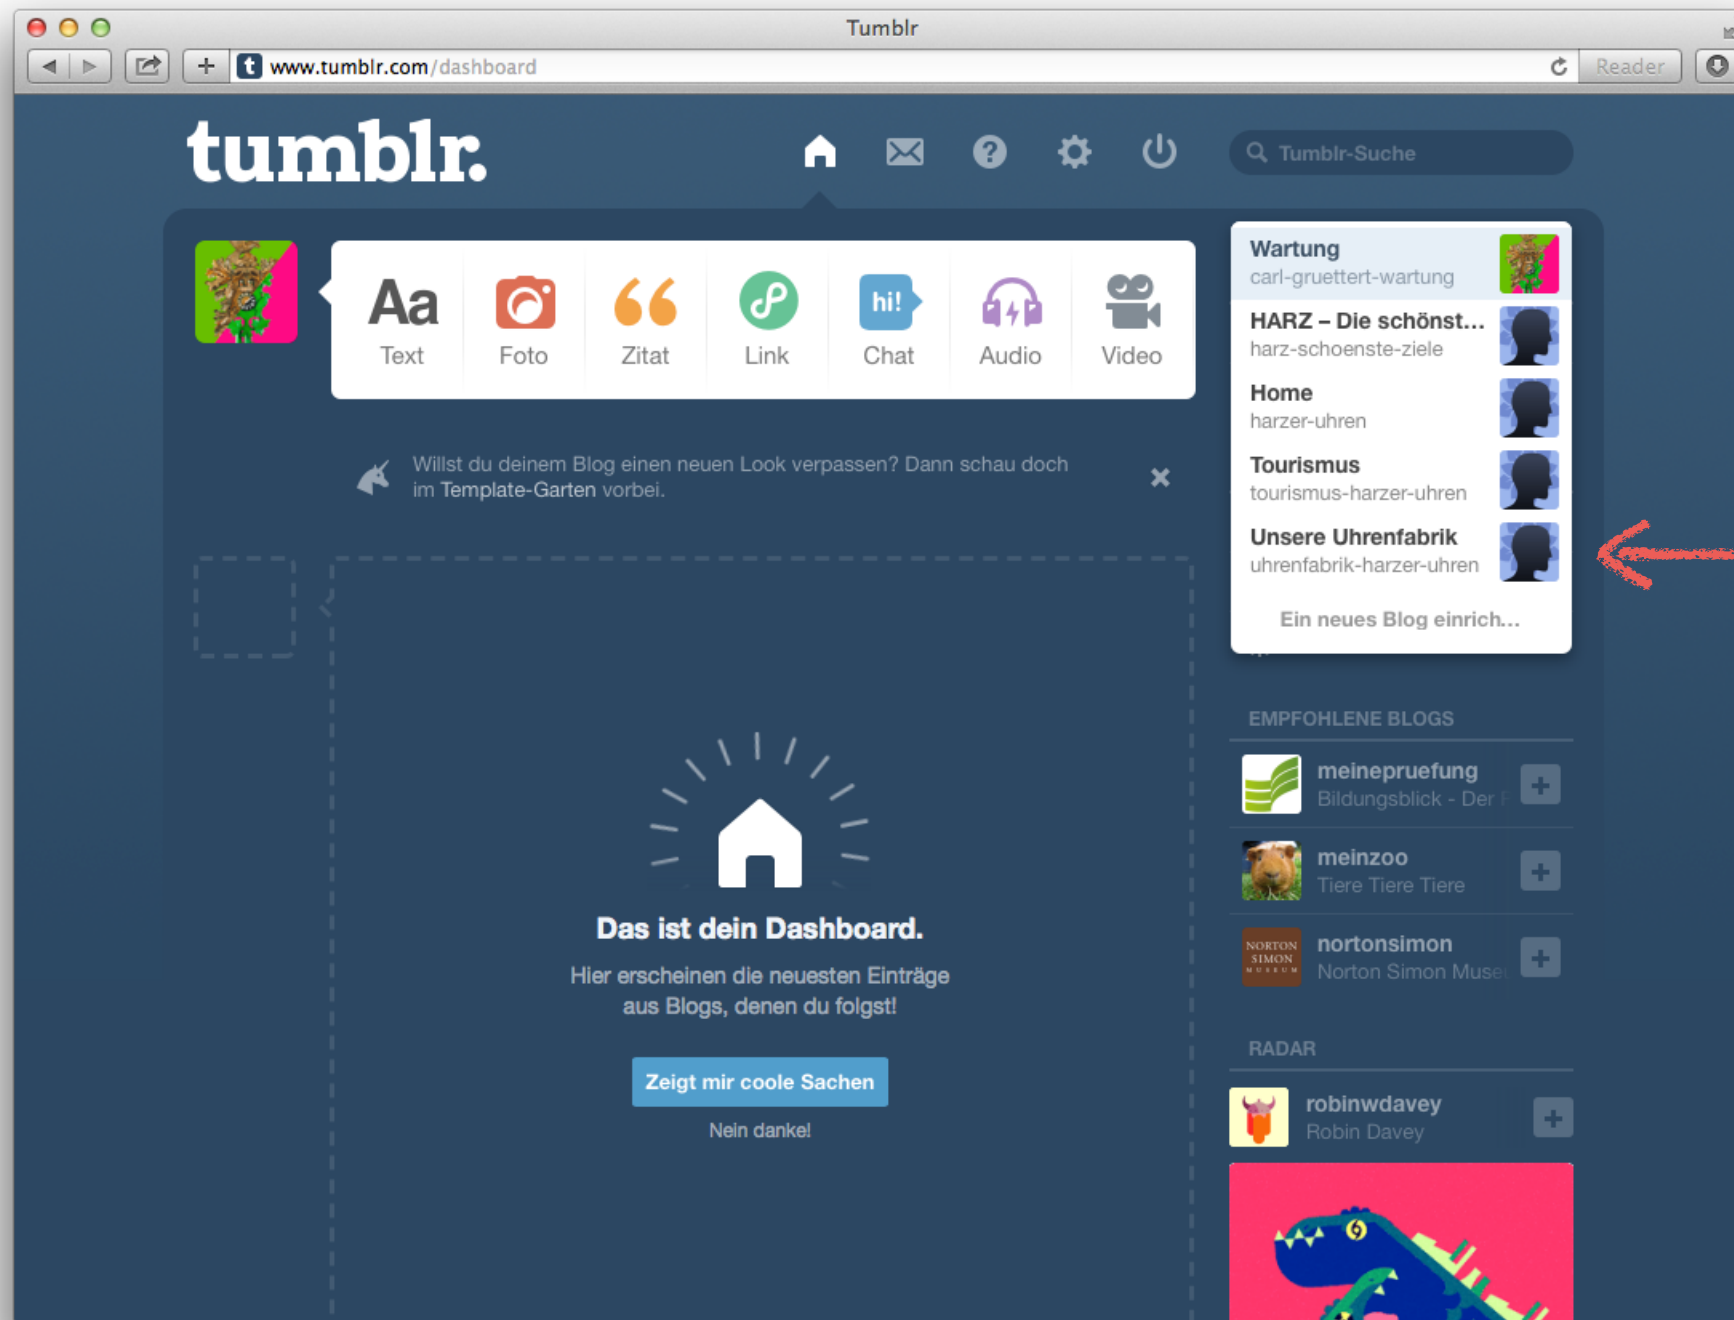 Tumblr
www.tumblr.com/dashboard
Reader
tumblr.
Tumblr-Suche
Aa
hi!
Text
Foto
Zitat
Link
Chat
Audio
Video
Wartung
carl-gruettert-wartung
HARZ – Die schönst...
harz-schoenste-ziele
Home
harzer-uhren
Tourismus
tourismus-harzer-uhren
Unsere Uhrenfabrik
uhrenfabrik-harzer-uhren
Ein neues Blog einrich...
Willst du deinem Blog einen neuen Look verpassen? Dann schau doch
im Template-Garten vorbei.
Das ist dein Dashboard.
Hier erscheinen die neuesten Einträge
aus Blogs, denen du folgst!
Zeigt mir coole Sachen
Nein danke!
EMPFOHLENE BLOGS
meinepruefung
Bildungsblick - Der
meinzoo
Tiere Tiere Tiere
NORTON
SIMON
MUSEUM
nortonsimon
Norton Simon Muse
RADAR
robinwdavey
Robin Davey